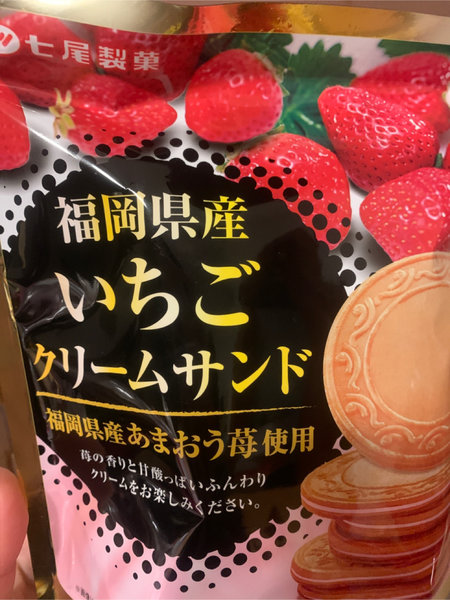 七尾製菓
福岡県産
いちご
クリームサンド
福岡県産あまおう苺使用
苺の香りと甘酸っぱいふんわり
クリームをお楽しみください。